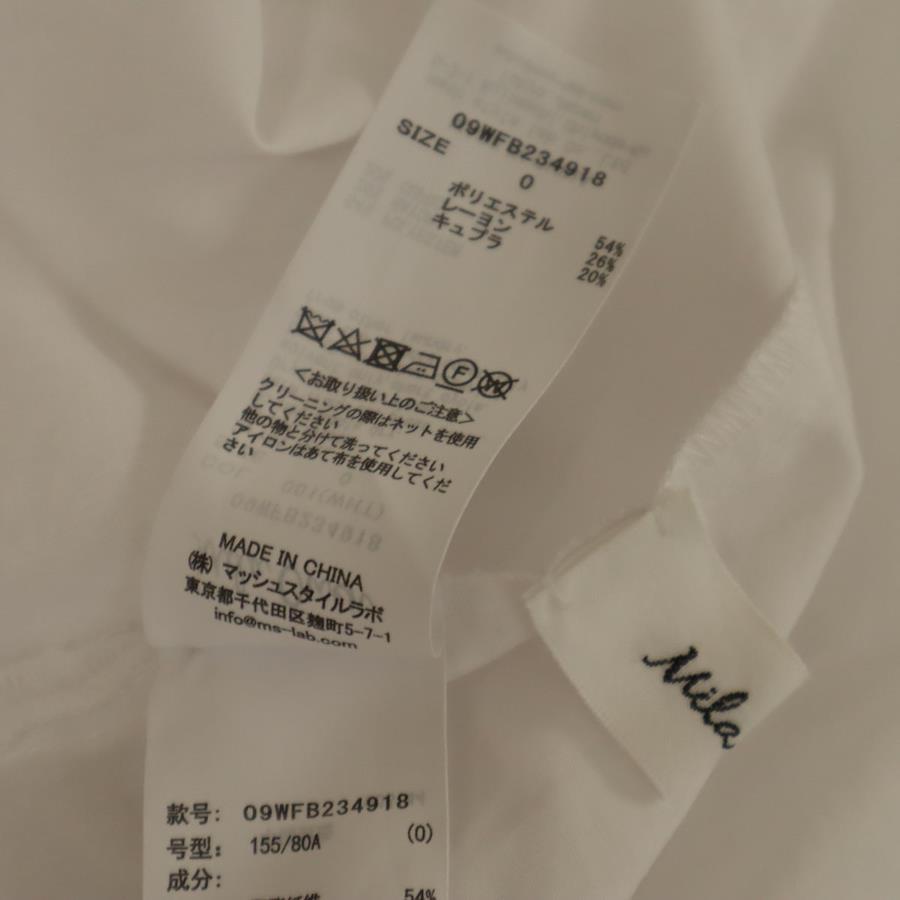 09WFB234918
SIZE 0
ポリエステル 54%
レーヨン 26%
キュプラ 20%
F
W
<お取り扱い上のご注意>
クリーニングの際はネットを使用
してください
他の物と分けて洗ってください
アイロンはあて布を使用してくだ
さい
MADE IN CHINA
(株) マッシュスタイルラボ
東京都千代田区麹町5-7-1
info@ms-lab.com
Mila
款号: 09WFB234918
号型: 155/80A (0)
成分:
54%